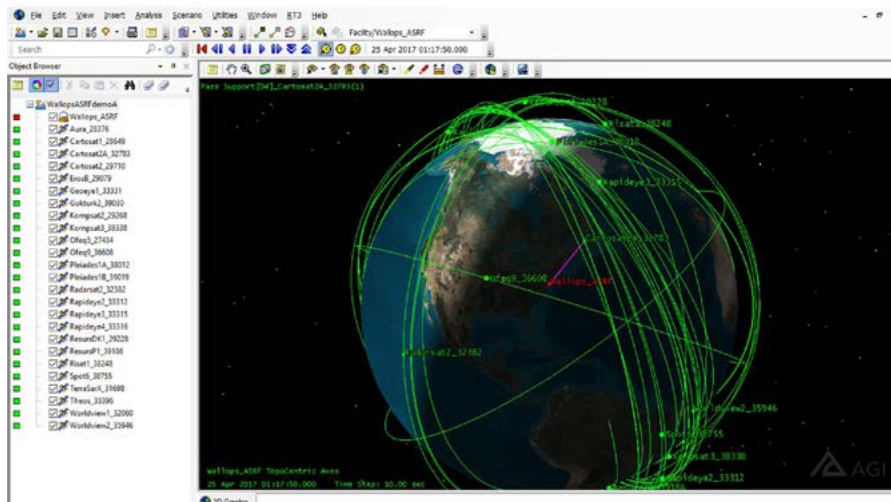 File Edit View Insert Analysis Scenario Utilities Window RT3 Help
Facility/Wallops_ASRF
Search
25 Apr 2017 01:17:50.000
Object Browser
WallopsASRFdemoA
Wallops_ASRF
Aura_28376
Cartosat1_28649
Cartosat2A_32783
Cartosat2_29710
ErosB_29079
Geoeye1_33331
Gokturk2_39030
Kompsat2_29268
Kompsat3_38338
Ofeq5_27434
Ofeq9_36608
Pleiades1A_38012
Pleiades1B_39019
Radarsat2_32382
Rapideye2_33312
Rapideye3_33315
Rapideye4_33316
ResursDK1_29228
ResursP1_39186
Risat1_38248
Spot6_38755
TerraSarX_31698
Theos_33396
Worldview1_32060
Worldview2_35946
Pass Support[De]_Cartosat2A_32783(1)
Risat1_38248
Pleiades1A_38012
Rapideye3_33315
Cartosat2A_32783
Ofeq9_36608
Wallops_ASRF
Radarsat2_32382
Worldview2_35946
Spot6_38755
Kompsat3_38338
Rapideye2_33312
AGI
Wallops_ASRF TopoCentric Axes
25 Apr 2017 01:17:50.000 Time Step: 10.00 sec